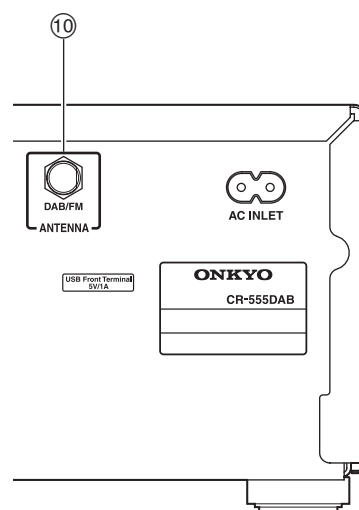 ⑩
DAB/FM
ANTENNA
AC INLET
USB Front Terminal
5V/1A
ONKYO
CR-555DAB